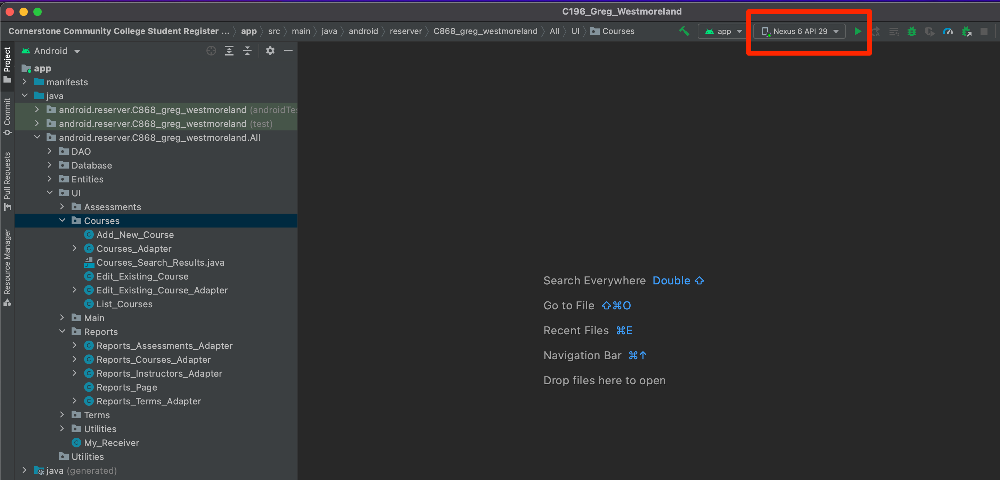 C196_Greg_Westmoreland
Cornerstone Community College Student Register ... app src main java android reserver C868_greg_westmoreland All UI Courses app Nexus 6 API 29
Project
Commit
Pull Requests
Resource Manager
Android
app
manifests
java
android.reserver.C868_greg_westmoreland (androidTes
android.reserver.C868_greg_westmoreland (test)
android.reserver.C868_greg_westmoreland.All
DAO
Database
Entities
UI
Assessments
Courses
Add_New_Course
Courses_Adapter
Courses_Search_Results.java
Edit_Existing_Course
Edit_Existing_Course_Adapter
List_Courses
Main
Reports
Reports_Assessments_Adapter
Reports_Courses_Adapter
Reports_Instructors_Adapter
Reports_Page
Reports_Terms_Adapter
Terms
Utilities
My_Receiver
Utilities
java (generated)
Search Everywhere Double ⇧
Go to File ⇧⌘O
Recent Files ⌘E
Navigation Bar ⌘↑
Drop files here to open